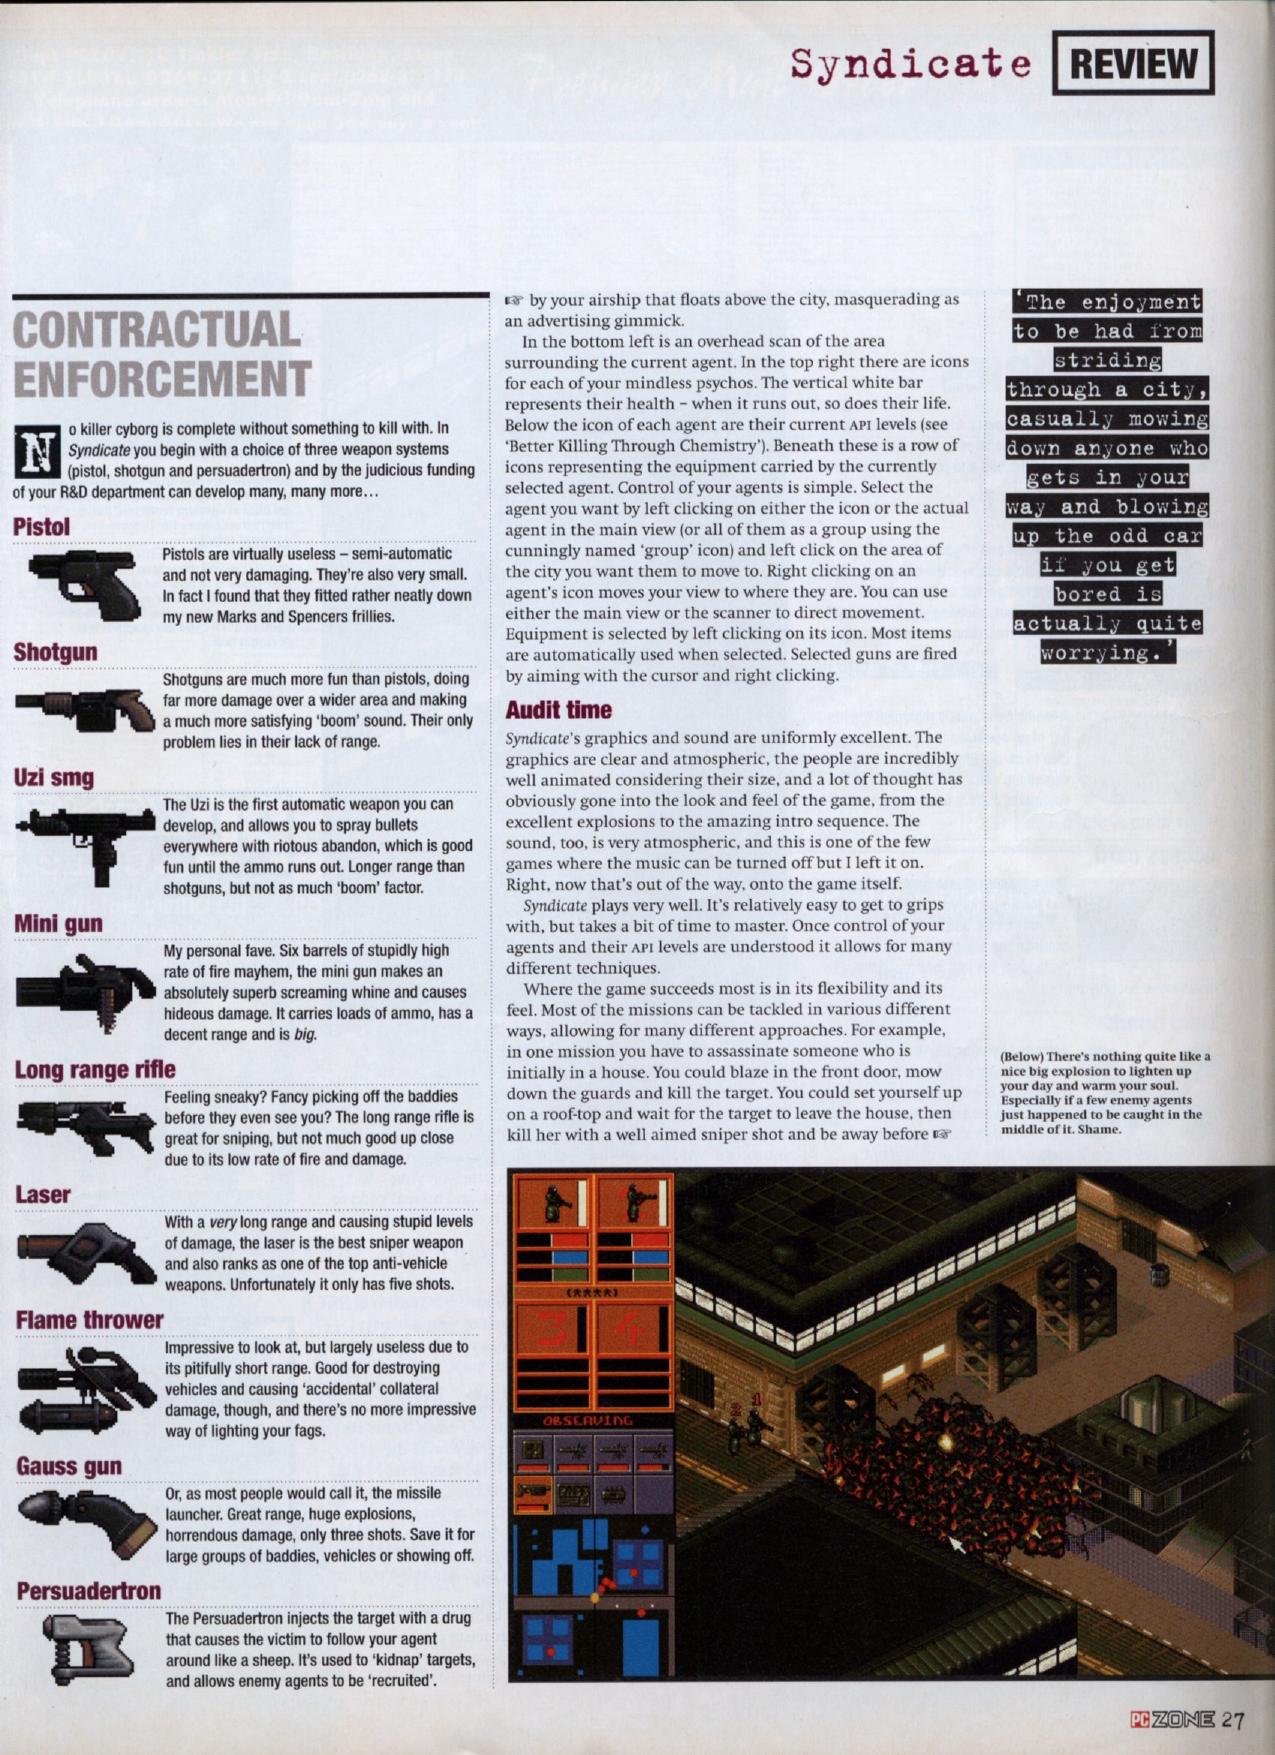 Syndicate REVIEW
CONTRACTUAL
ENFORCEMENT
No killer cyborg is complete without something to kill with. In
Syndicate you begin with a choice of three weapon systems
(pistol, shotgun and persuadertron) and by the judicious funding
of your R&D department can develop many, many more...
Pistol
Pistols are virtually useless – semi-automatic
and not very damaging. They're also very small.
In fact I found that they fitted rather neatly down
my new Marks and Spencers frillies.
Shotgun
Shotguns are much more fun than pistols, doing
far more damage over a wider area and making
a much more satisfying 'boom' sound. Their only
problem lies in their lack of range.
Uzi smg
The Uzi is the first automatic weapon you can
develop, and allows you to spray bullets
everywhere with riotous abandon, which is good
fun until the ammo runs out. Longer range than
shotguns, but not as much 'boom' factor.
Mini gun
My personal fave. Six barrels of stupidly high
rate of fire mayhem, the mini gun makes an
absolutely superb screaming whine and causes
hideous damage. It carries loads of ammo, has a
decent range and is big.
Long range rifle
Feeling sneaky? Fancy picking off the baddies
before they even see you? The long range rifle is
great for sniping, but not much good up close
due to its low rate of fire and damage.
Laser
With a very long range and causing stupid levels
of damage, the laser is the best sniper weapon
and also ranks as one of the top anti-vehicle
weapons. Unfortunately it only has five shots.
Flame thrower
Impressive to look at, but largely useless due to
its pitifully short range. Good for destroying
vehicles and causing 'accidental' collateral
damage, though, and there's no more impressive
way of lighting your fags.
Gauss gun
Or, as most people would call it, the missile
launcher. Great range, huge explosions,
horrendous damage, only three shots. Save it for
large groups of baddies, vehicles or showing off.
Persuadertron
The Persuadertron injects the target with a drug
that causes the victim to follow your agent
around like a sheep. It's used to 'kidnap' targets,
and allows enemy agents to be 'recruited'.
☞ by your airship that floats above the city, masquerading as
an advertising gimmick.
In the bottom left is an overhead scan of the area
surrounding the current agent. In the top right there are icons
for each of your mindless psychos. The vertical white bar
represents their health – when it runs out, so does their life.
Below the icon of each agent are their current API levels (see
'Better Killing Through Chemistry'). Beneath these is a row of
icons representing the equipment carried by the currently
selected agent. Control of your agents is simple. Select the
agent you want by left clicking on either the icon or the actual
agent in the main view (or all of them as a group using the
cunningly named 'group' icon) and left click on the area of
the city you want them to move to. Right clicking on an
agent's icon moves your view to where they are. You can use
either the main view or the scanner to direct movement.
Equipment is selected by left clicking on its icon. Most items
are automatically used when selected. Selected guns are fired
by aiming with the cursor and right clicking.
Audit time
Syndicate's graphics and sound are uniformly excellent. The
graphics are clear and atmospheric, the people are incredibly
well animated considering their size, and a lot of thought has
obviously gone into the look and feel of the game, from the
excellent explosions to the amazing intro sequence. The
sound, too, is very atmospheric, and this is one of the few
games where the music can be turned off but I left it on.
Right, now that's out of the way, onto the game itself.
Syndicate plays very well. It's relatively easy to get to grips
with, but takes a bit of time to master. Once control of your
agents and their API levels are understood it allows for many
different techniques.
Where the game succeeds most is in its flexibility and its
feel. Most of the missions can be tackled in various different
ways, allowing for many different approaches. For example,
in one mission you have to assassinate someone who is
initially in a house. You could blaze in the front door, mow
down the guards and kill the target. You could set yourself up
on a roof-top and wait for the target to leave the house, then
kill her with a well aimed sniper shot and be away before ☞
'The enjoyment
to be had from
striding
through a city,
casually mowing
down anyone who
gets in your
way and blowing
up the odd car
if you get
bored is
actually quite
worrying.'
(Below) There's nothing quite like a
nice big explosion to lighten up
your day and warm your soul.
Especially if a few enemy agents
just happened to be caught in the
middle of it. Shame.
OBSERVING
2 1
PC ZONE 27